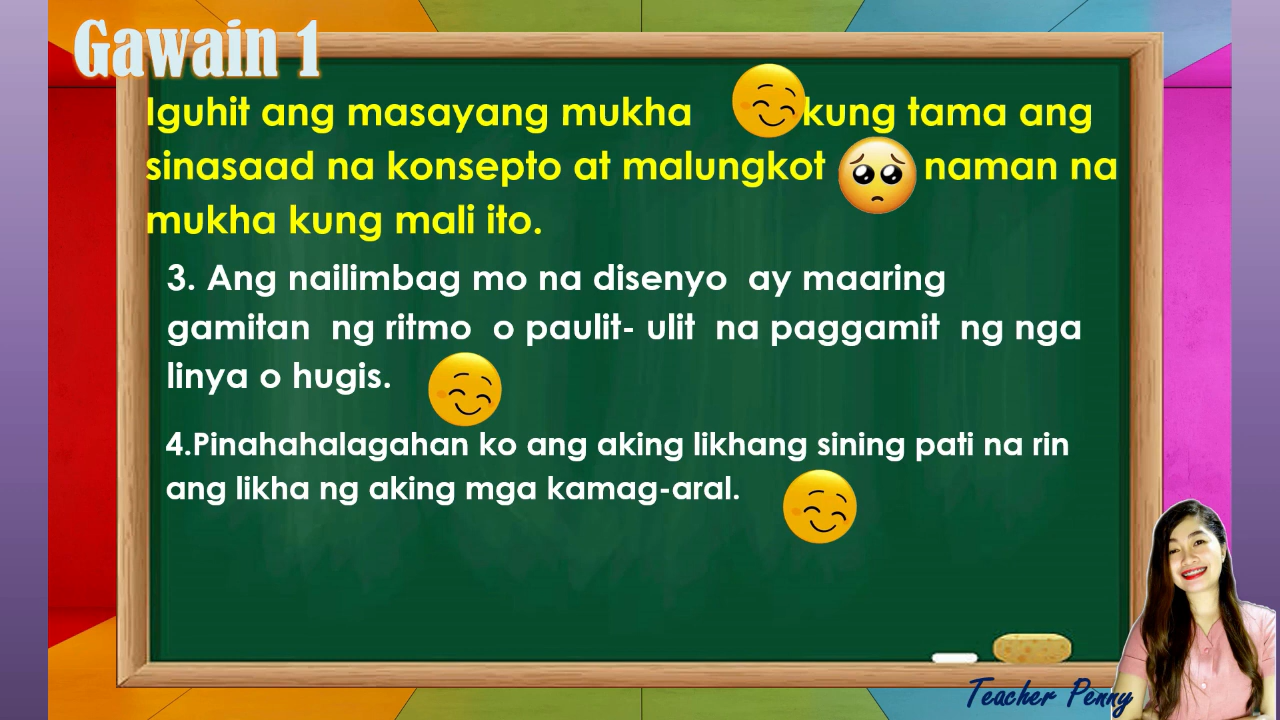 Gawain 1
Iguhit ang masayang mukha kung tama ang
sinasaad na konsepto at malungkot naman na
mukha kung mali ito.
3. Ang nailimbag mo na disenyo ay maaring
gamitan ng ritmo o paulit- ulit na paggamit ng nga
linya o hugis.
4.Pinahahalagahan ko ang aking likhang sining pati na rin
ang likha ng aking mga kamag-aral.
Teacher Penny